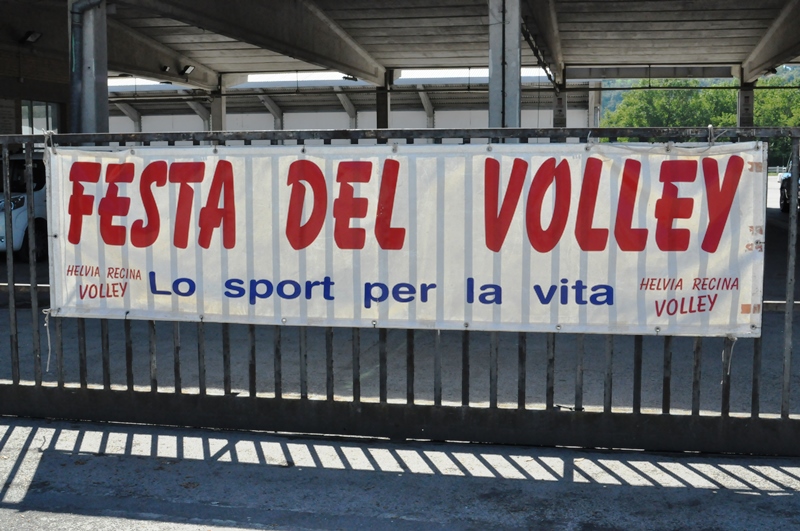 FESTA DEL VOLLEY
HELVIA RECINA
VOLLEY
Lo sport per la vita
HELVIA RECINA
VOLLEY